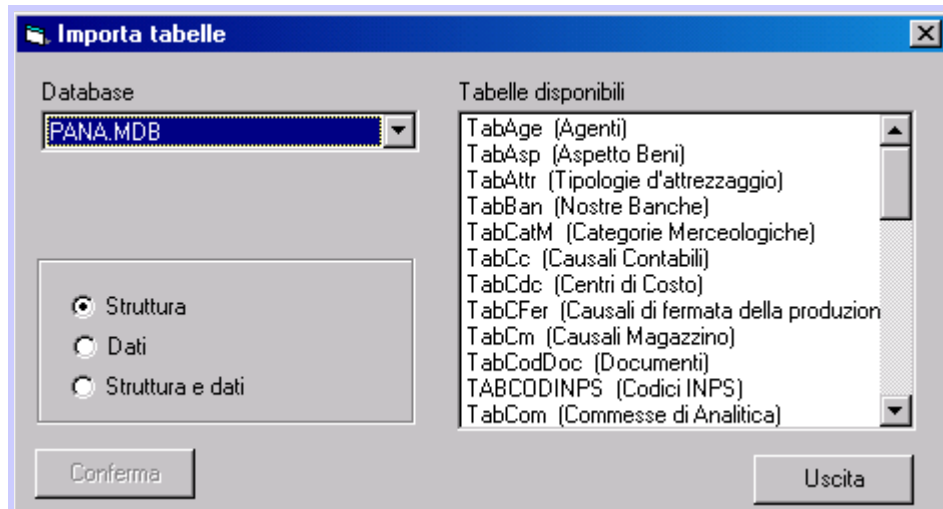 Importa tabelle
Database
PANA.MDB
Struttura
Dati
Struttura e dati
Conferma
Tabelle disponibili
TabAge (Agenti)
TabAsp (Aspetto Beni)
TabAttr (Tipologie d'attrezzaggio)
TabBan (Nostre Banche)
TabCatM (Categorie Merceologiche)
TabCc (Causali Contabili)
TabCdc (Centri di Costo)
TabCFer (Causali di fermata della produzion
TabCm (Causali Magazzino)
TabCodDoc (Documenti)
TABCODINPS (Codici INPS)
TabCom (Commesse di Analitica)
Uscita